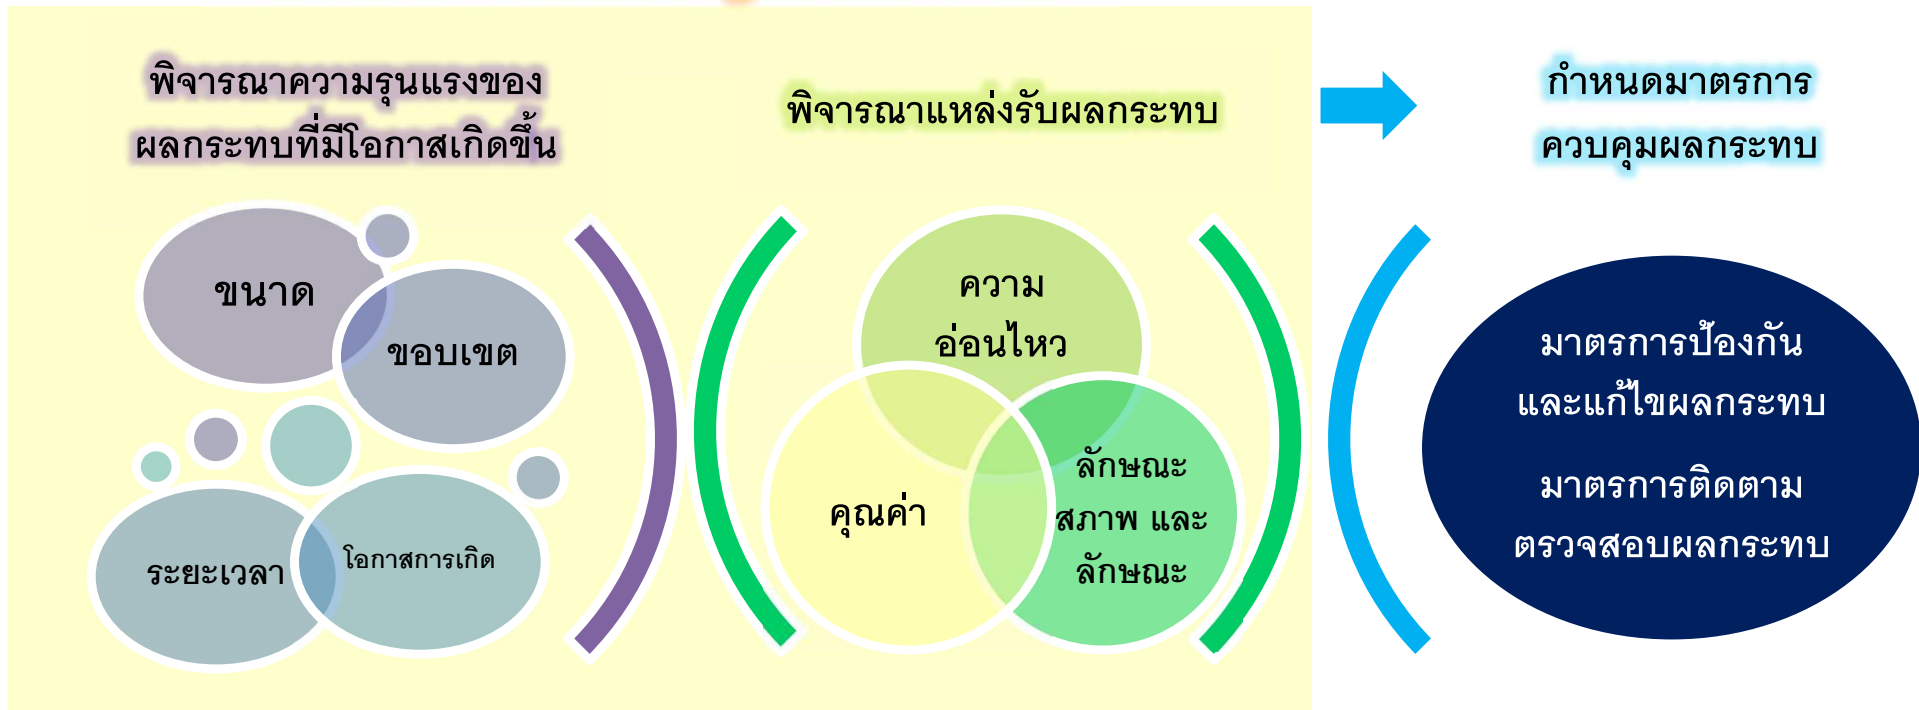 พิจารณาความรุนแรงของ
ผลกระทบที่มีโอกาสเกิดขึ้น
ขนาด
ขอบเขต
ระยะเวลา
โอกาสการเกิด
พิจารณาแหล่งรับผลกระทบ
ความ
อ่อนไหว
คุณค่า
ลักษณะ
สภาพ และ
ลักษณะ
กำหนดมาตรการ
ควบคุมผลกระทบ
มาตรการป้องกัน
และแก้ไขผลกระทบ
มาตรการติดตาม
ตรวจสอบผลกระทบ